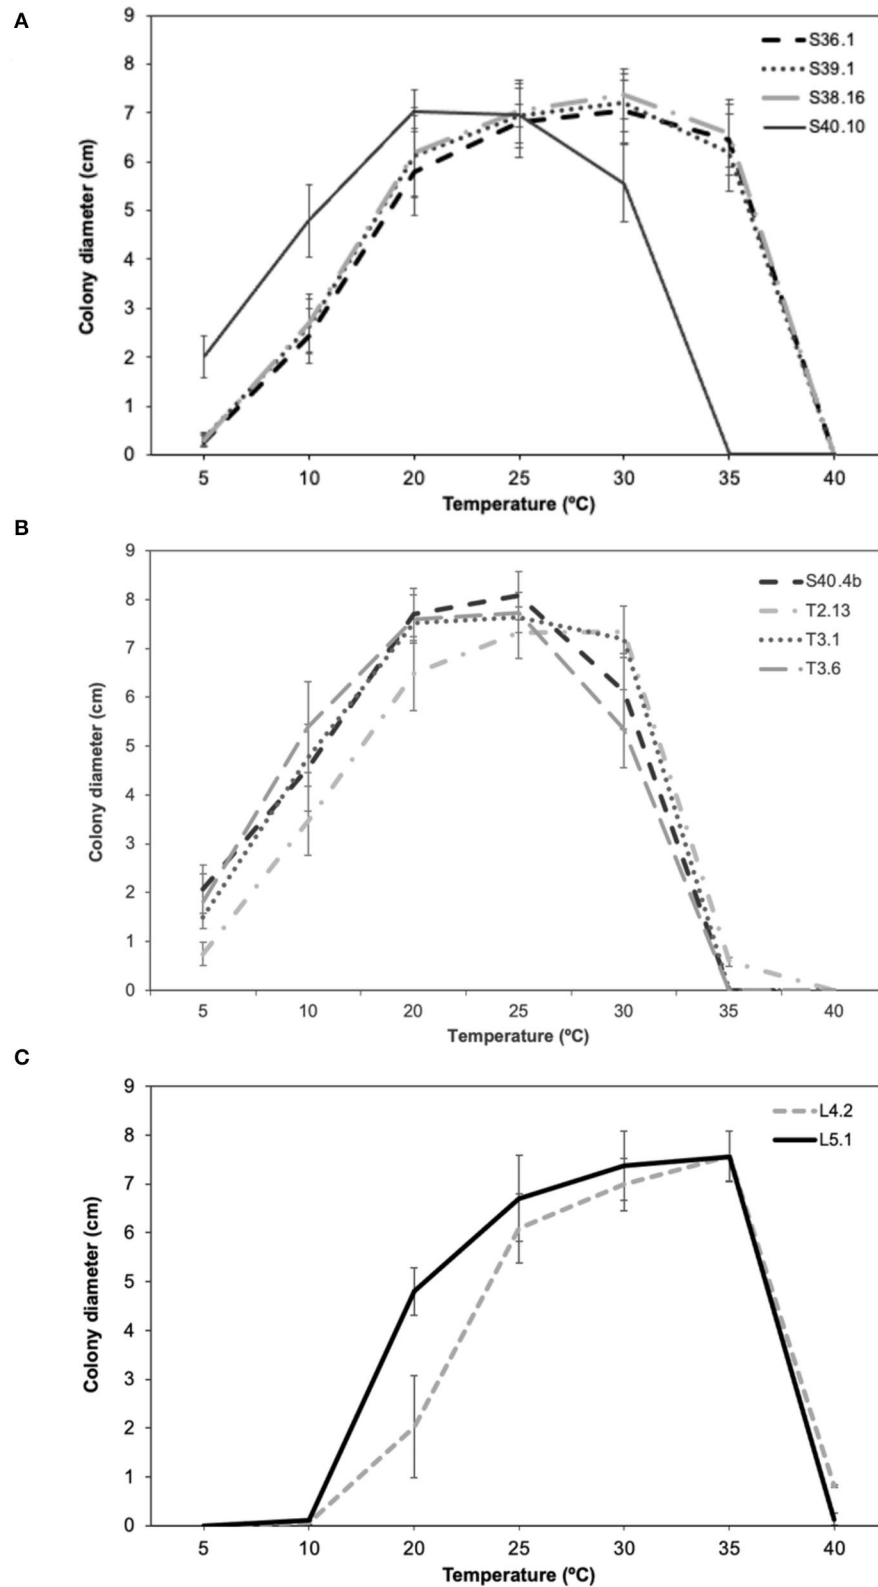 A
Colony diameter (cm)
9
8
7
6
5
4
3
2
1
0
S36.1
S39.1
S38.16
S40.10
5 10 20 25 30 35 40
Temperature (ºC)
B
Colony diameter (cm)
9
8
7
6
5
4
3
2
1
0
S40.4b
T2.13
T3.1
T3.6
5 10 20 25 30 35 40
Temperature (ºC)
C
Colony diameter (cm)
9
8
7
6
5
4
3
2
1
0
L4.2
L5.1
5 10 20 25 30 35 40
Temperature (ºC)